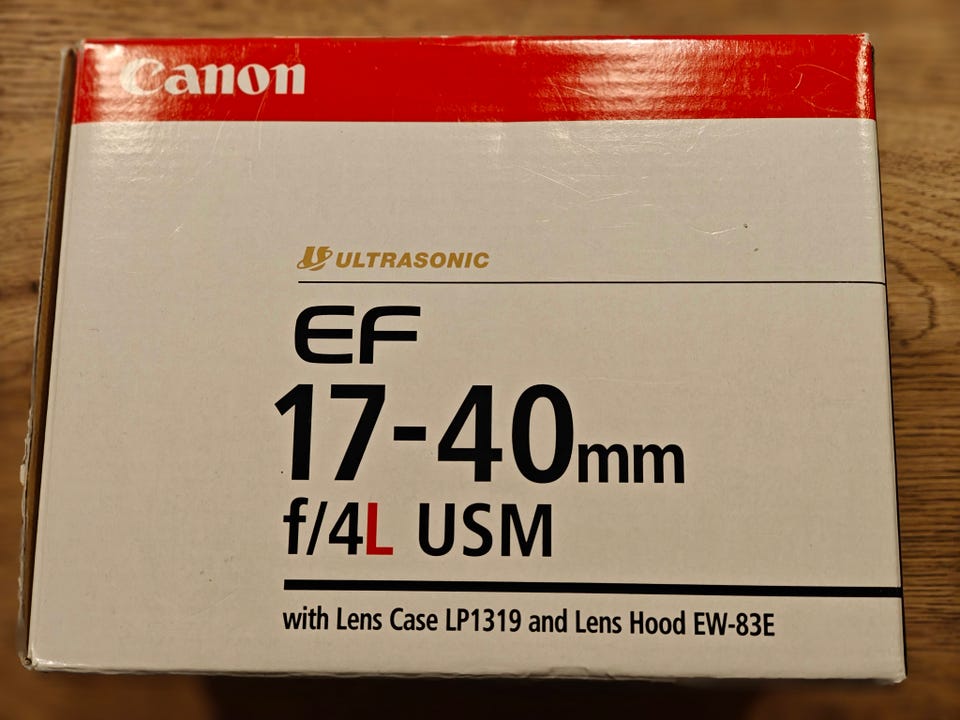 Canon
ULTRASONIC
EF
17-40mm
f/4L USM
with Lens Case LP1319 and Lens Hood EW-83E